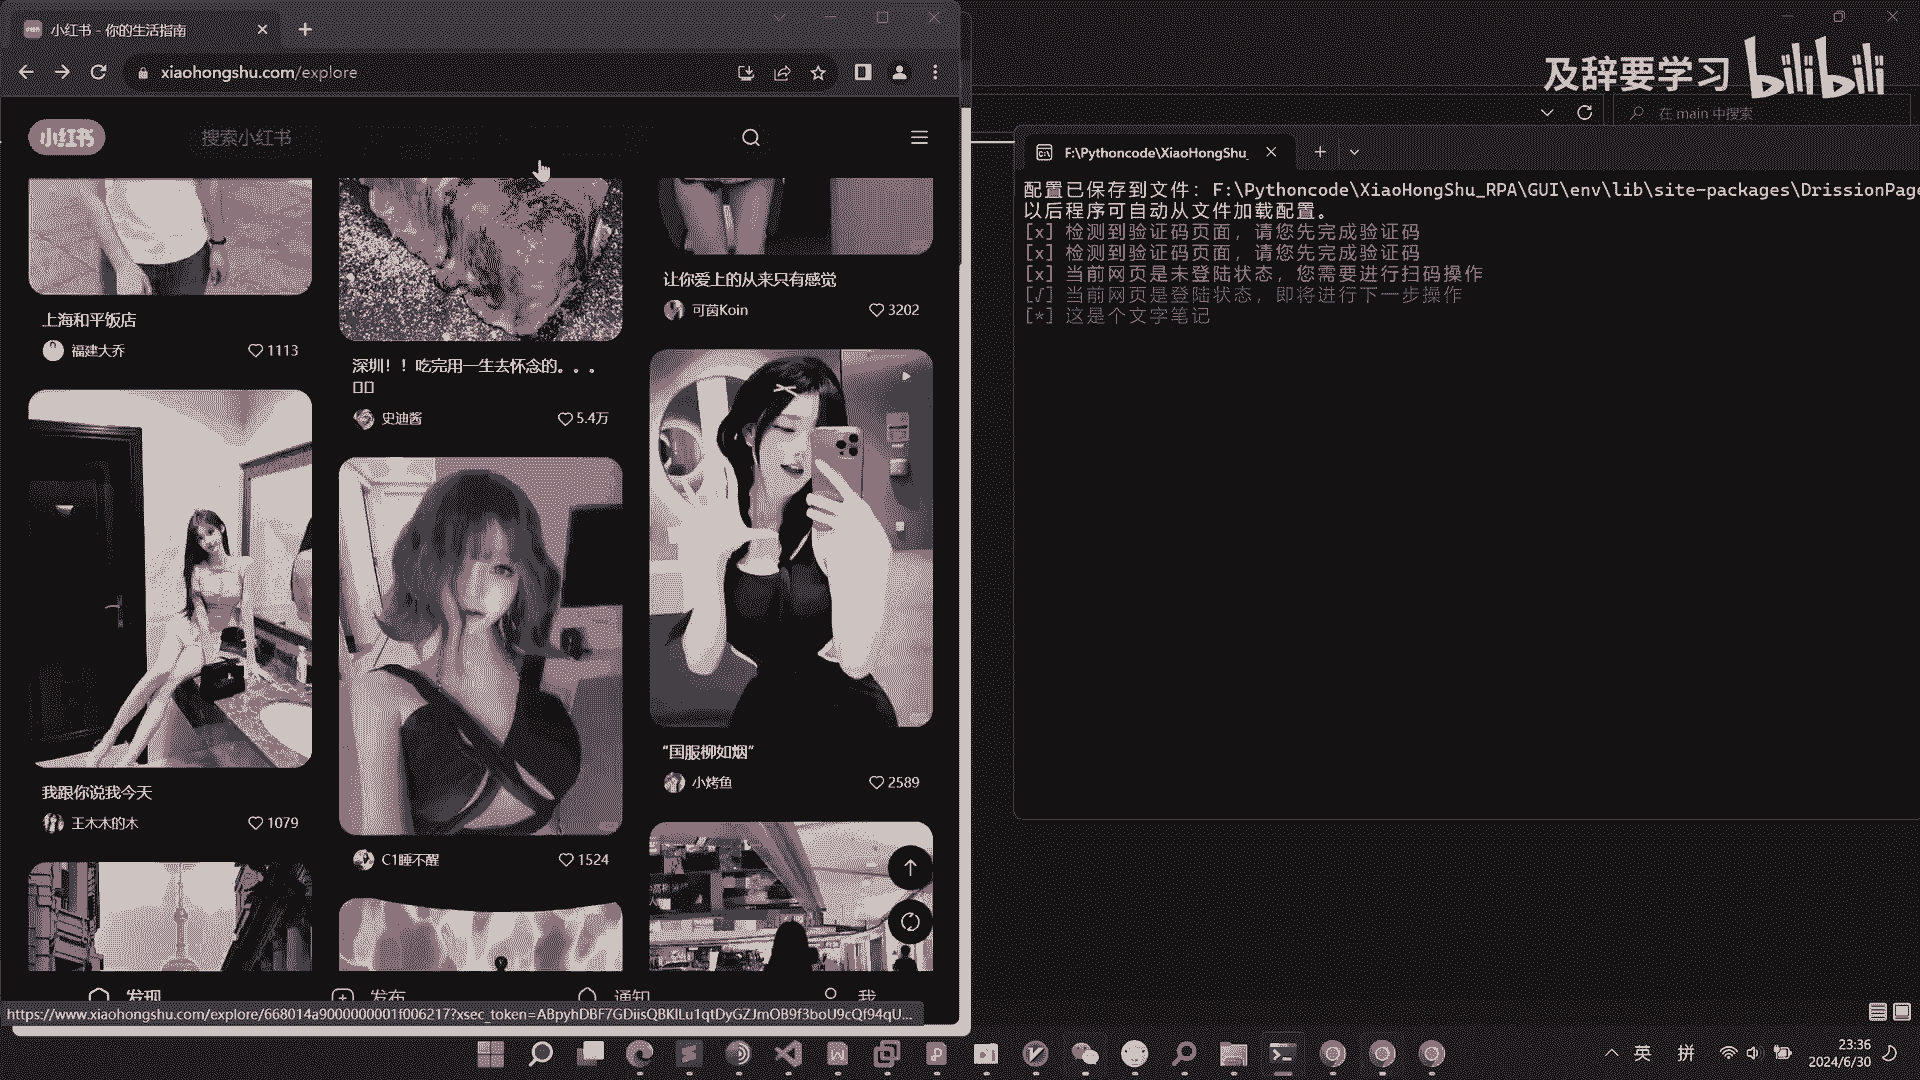 小红书 - 你的生活指南
xiaohongshu.com/explore
小红书
搜索小红书
上海和平饭店
福建大乔
1113
我跟你说我今天
王木木的木
1079
深圳！！吃完用一生去怀念的。。。
史迪酱
5.4万
C1睡不醒
1524
让你爱上的从来只有感觉
可茵Koin
3202
“国服柳如烟”
小烤鱼
2589
发现
发布
通知
我
https://www.xiaohongshu.com/explore/668014a9000000001f006217?xsec_token=ABpyhDBF7GDiisQBKlLu1qtDyGZJmOB9f3boU9cQf94qU...
及辞要学习
bilibili
在 main 中搜索
F:\Pythoncode\XiaoHongShu_
配置已保存到文件：F:\Pythoncode\XiaoHongShu_RPA\GUI\env\lib\site-packages\DrissionPage
以后程序可自动从文件加载配置。
[x] 检测到验证码页面，请您先完成验证码
[x] 检测到验证码页面，请您先完成验证码
[x] 当前网页是未登陆状态，您需要进行扫码操作
[√] 当前网页是登陆状态，即将进行下一步操作
[*] 这是个文字笔记
英
拼
23:36
2024/6/30